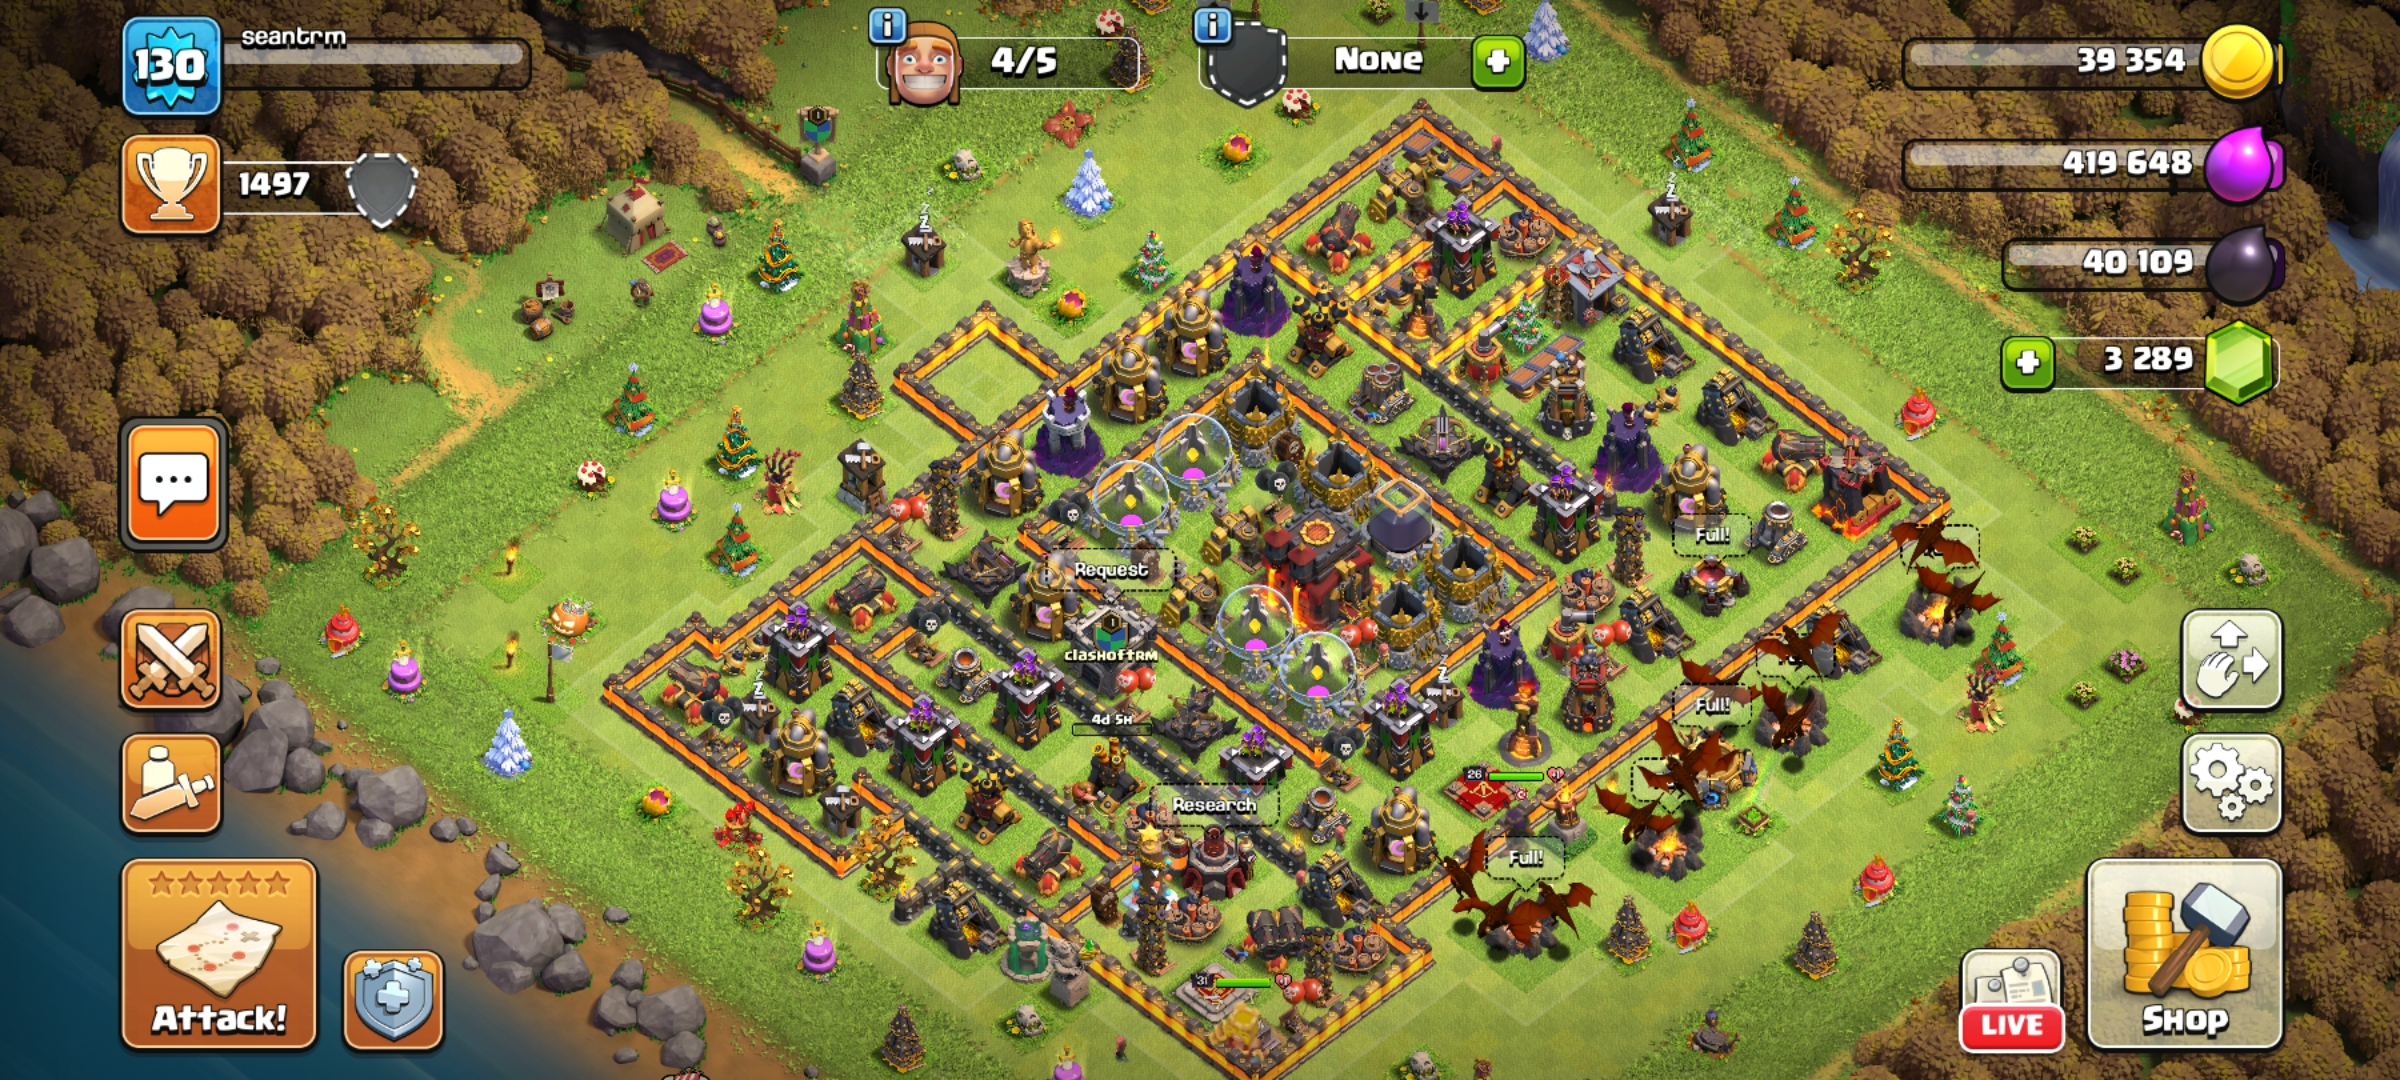 130
seantrm
4/5
None
39 354
1497
419 648
40 109
3 289
Full!
Request
clashoftrm
Full!
4d 5h
26
Research
Full!
31
Attack!
LIVE
Shop